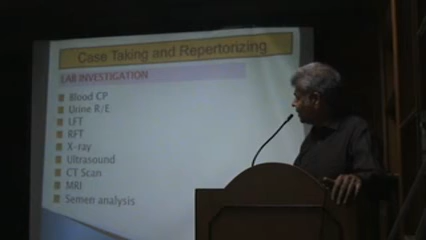 Case Taking and Repertorizing
LAB INVESTIGATION
Blood CP
Urine R/E
LFT
RFT
X-ray
Ultrasound
CT Scan
MRI
Semen analysis